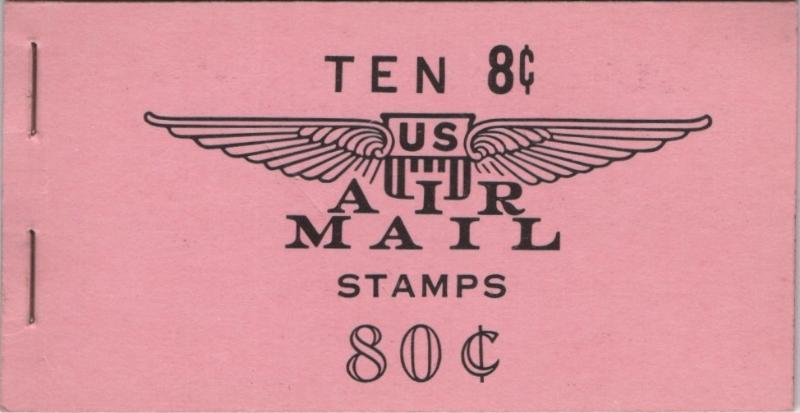 TEN 8¢
US
AIR
MAIL
STAMPS
80¢